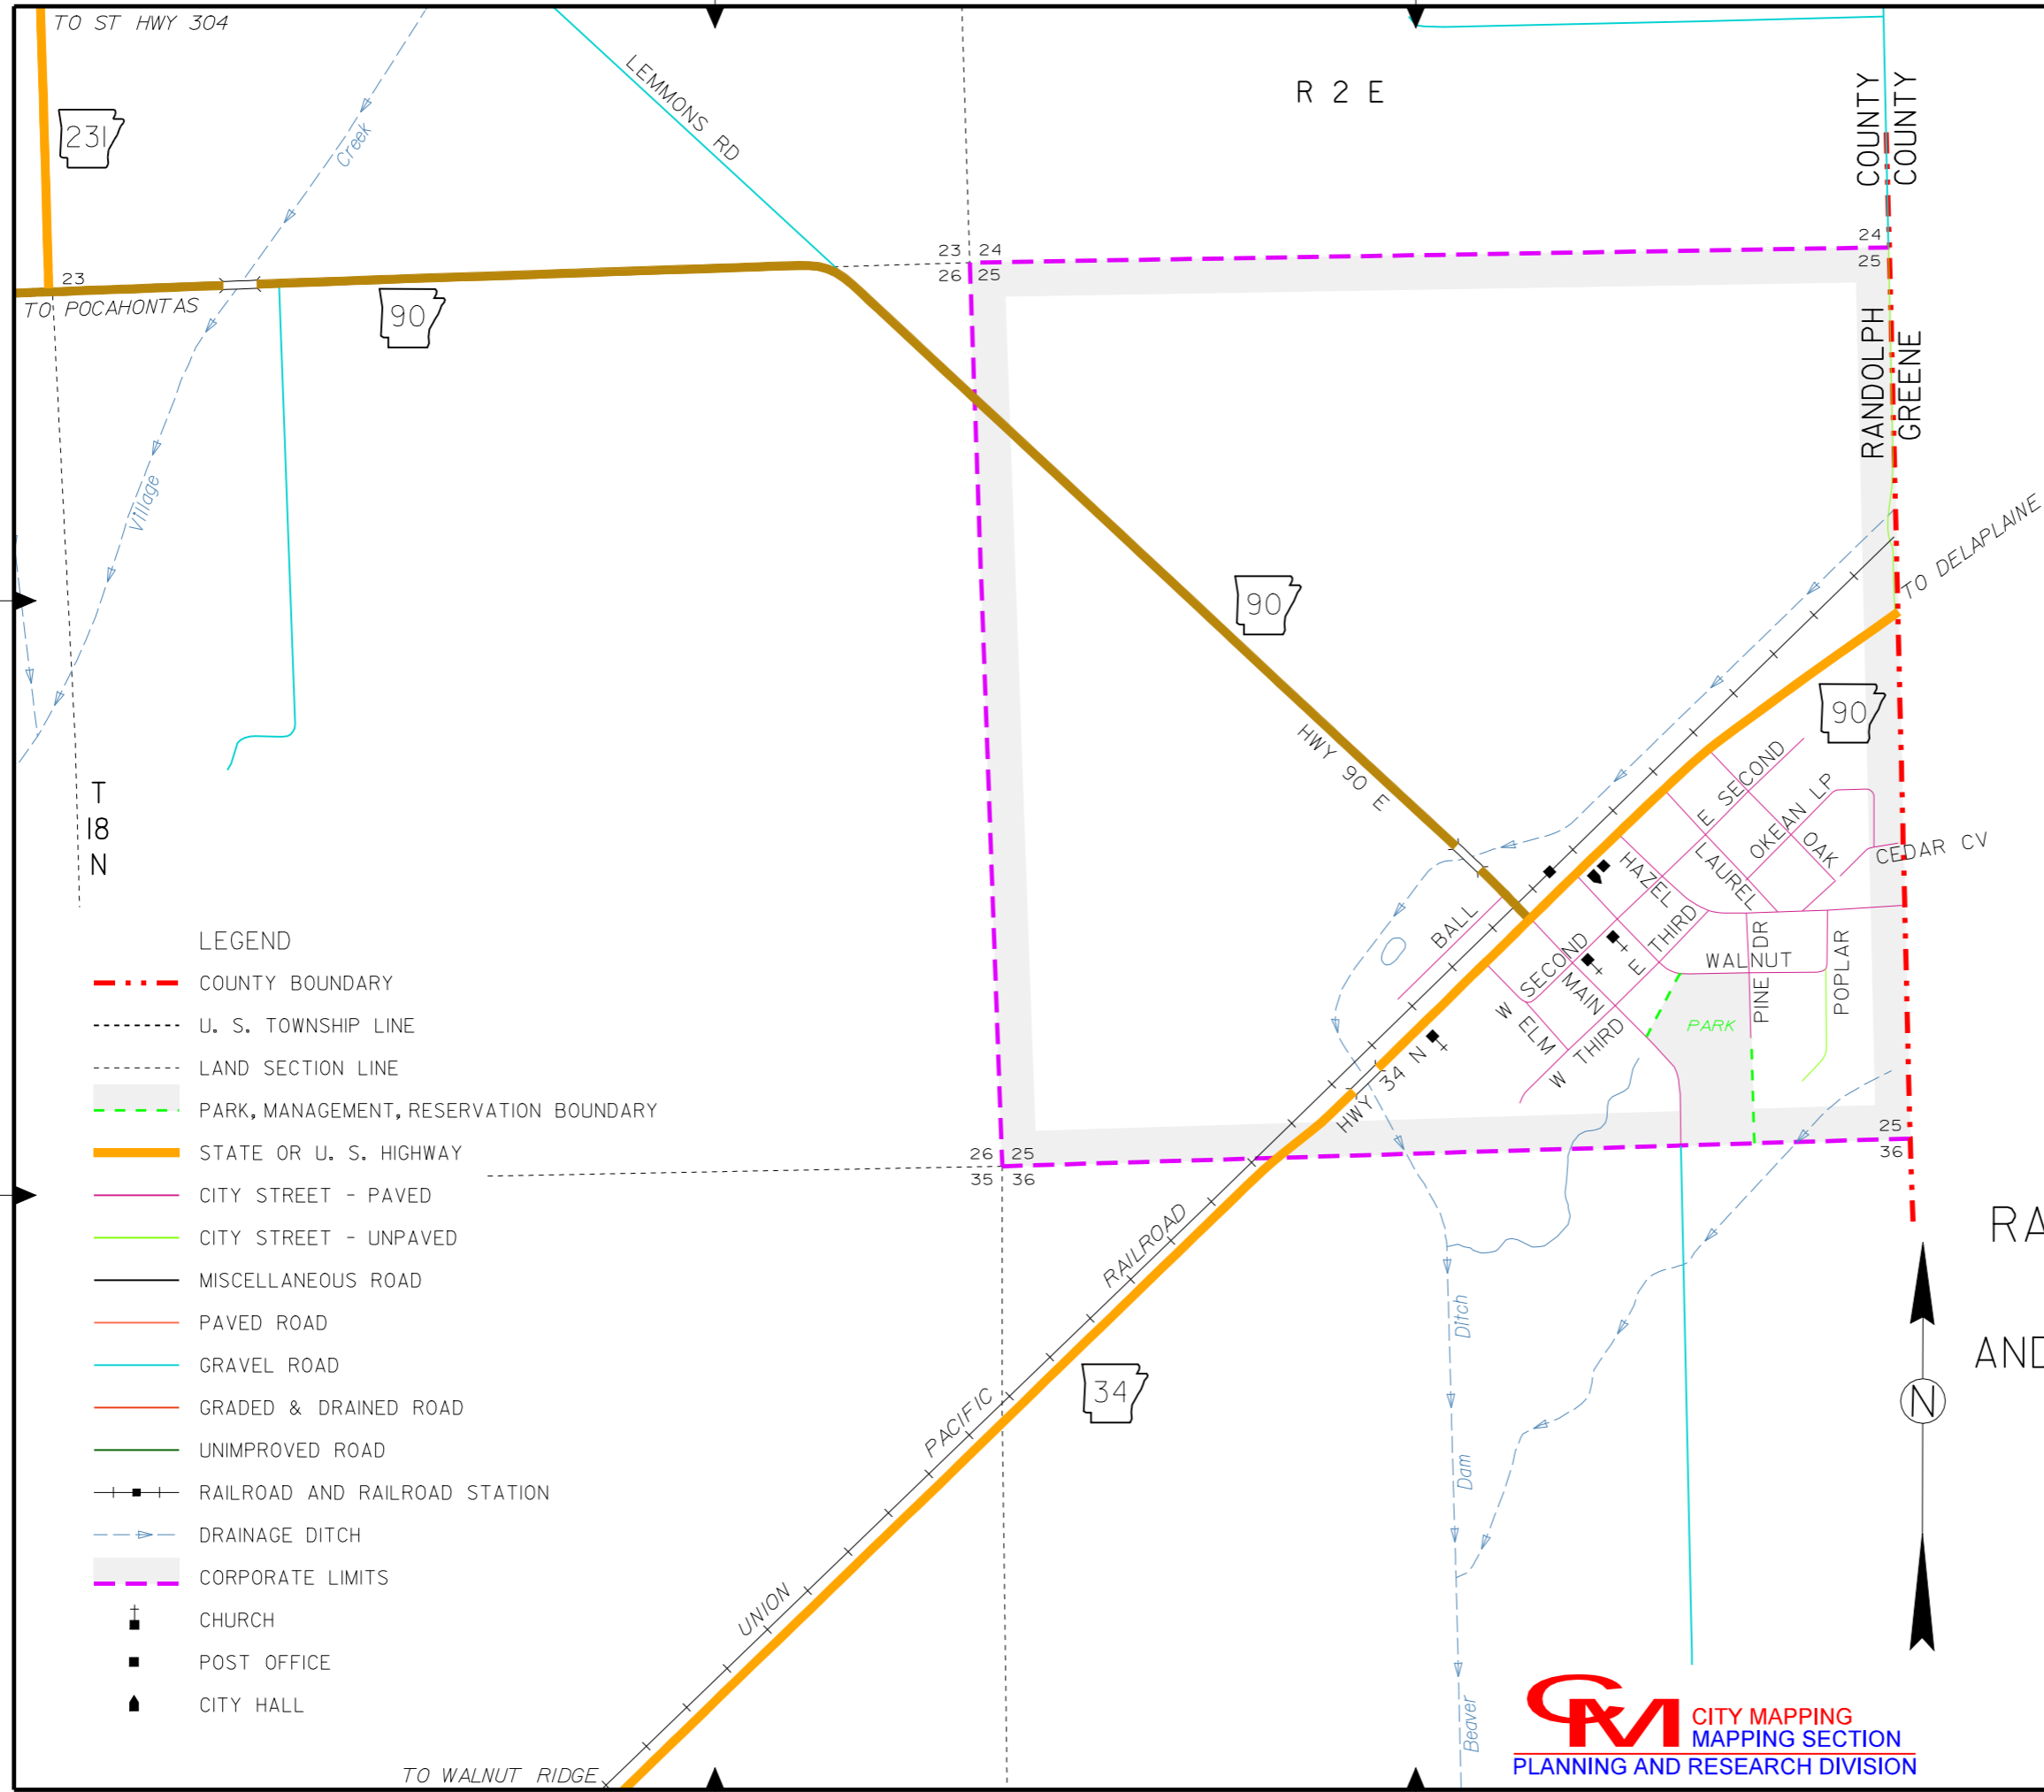 TO ST HWY 304
231
Creek
LEMMONS RD
R 2 E
COUNTY
COUNTY
23 24
26 25
24
25
23
TO POCAHONTAS
90
RANDOLPH
GREENE
Village
TO DELAPLAINE
90
90
HWY 90 E
T
18
N
E SECOND
OKEAN LP
OAK
CEDAR CV
LAUREL
HAZEL
BALL
E THIRD
W SECOND
MAIN
WALNUT
PINE DR
POPLAR
W ELM
W THIRD
PARK
HWY 34 N
26 25
35 36
25
36
LEGEND
COUNTY BOUNDARY
U. S. TOWNSHIP LINE
LAND SECTION LINE
PARK, MANAGEMENT, RESERVATION BOUNDARY
STATE OR U. S. HIGHWAY
CITY STREET - PAVED
CITY STREET - UNPAVED
MISCELLANEOUS ROAD
PAVED ROAD
GRAVEL ROAD
GRADED & DRAINED ROAD
UNIMPROVED ROAD
RAILROAD AND RAILROAD STATION
DRAINAGE DITCH
CORPORATE LIMITS
CHURCH
POST OFFICE
CITY HALL
UNION PACIFIC RAILROAD
34
Beaver Dam Ditch
RA
AND
N
TO WALNUT RIDGE
CM
CITY MAPPING
MAPPING SECTION
PLANNING AND RESEARCH DIVISION